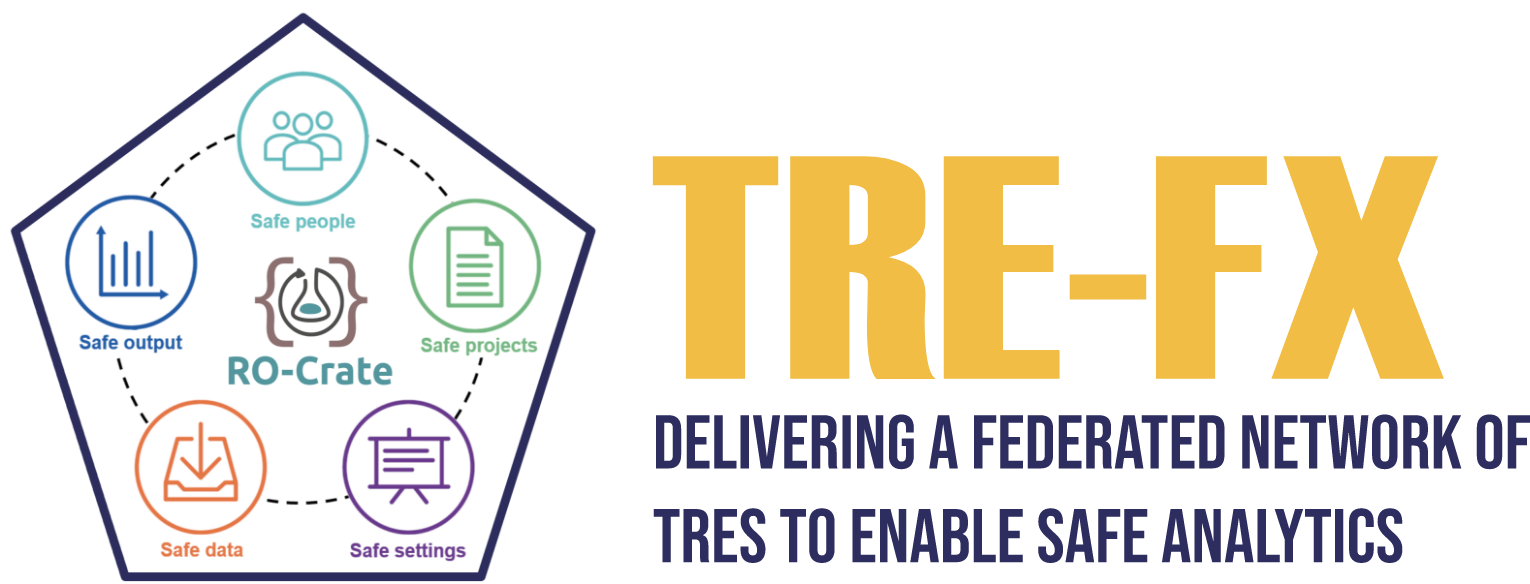 Safe people
Safe output
Safe projects
RO-Crate
Safe data
Safe settings
TRE-FX
DELIVERING A FEDERATED NETWORK OF
TRES TO ENABLE SAFE ANALYTICS